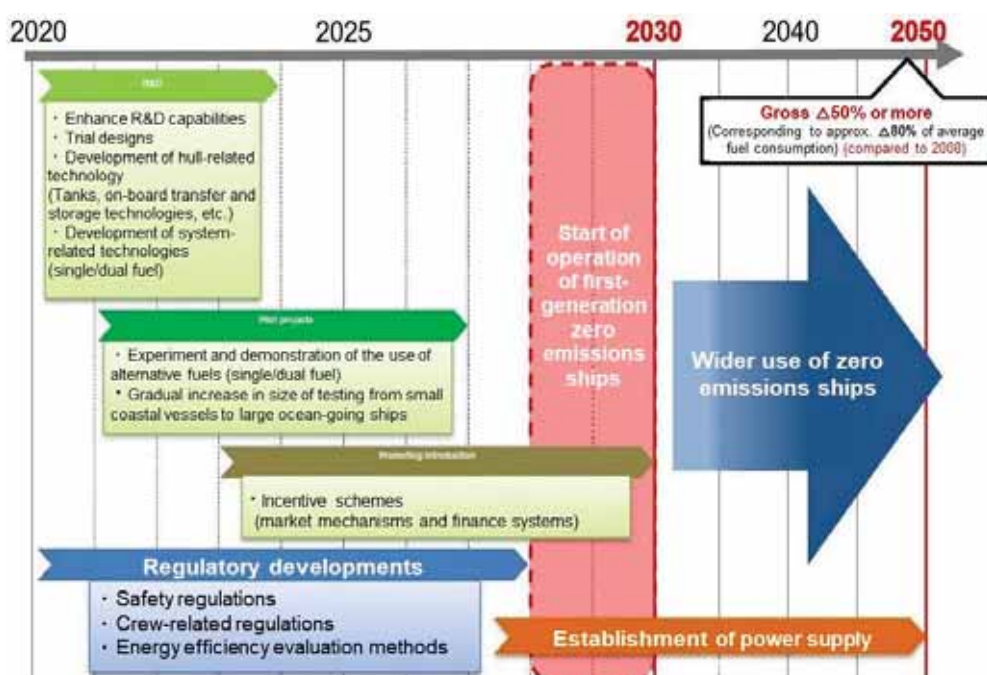 2020 2025 2030 2040 2050
R&D
・Enhance R&D capabilities
・Trial designs
・Development of hull-related
technology
(Tanks, on-board transfer and
storage technologies, etc.)
・Development of system-
related technologies
(single/dual fuel)
Gross △50% or more
(Corresponding to approx. △80% of average
fuel consumption) (compared to 2008)
Pilot projects
・Experiment and demonstration of the use of
alternative fuels (single/dual fuel)
・Gradual increase in size of testing from small
coastal vessels to large ocean-going ships
Start of
operation
of first-
generation
zero
emissions
ships
Wider use of zero
emissions ships
Promoting introduction
・Incentive schemes
(market mechanisms and finance systems)
Regulatory developments
・Safety regulations
・Crew-related regulations
・Energy efficiency evaluation methods
Establishment of power supply